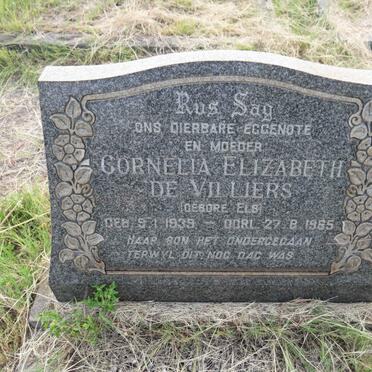 Rus Sag
ONS DIERBARE EGGENOTE
EN MOEDER
CORNELIA ELIZABETH
DE VILLIERS
(GEBORE ELS)
GEB. 9.1.1939 — OORL. 27.8.1985
HAAR SON HET ONDERGEGAAN
TERWYL DIT NOG DAG WAS